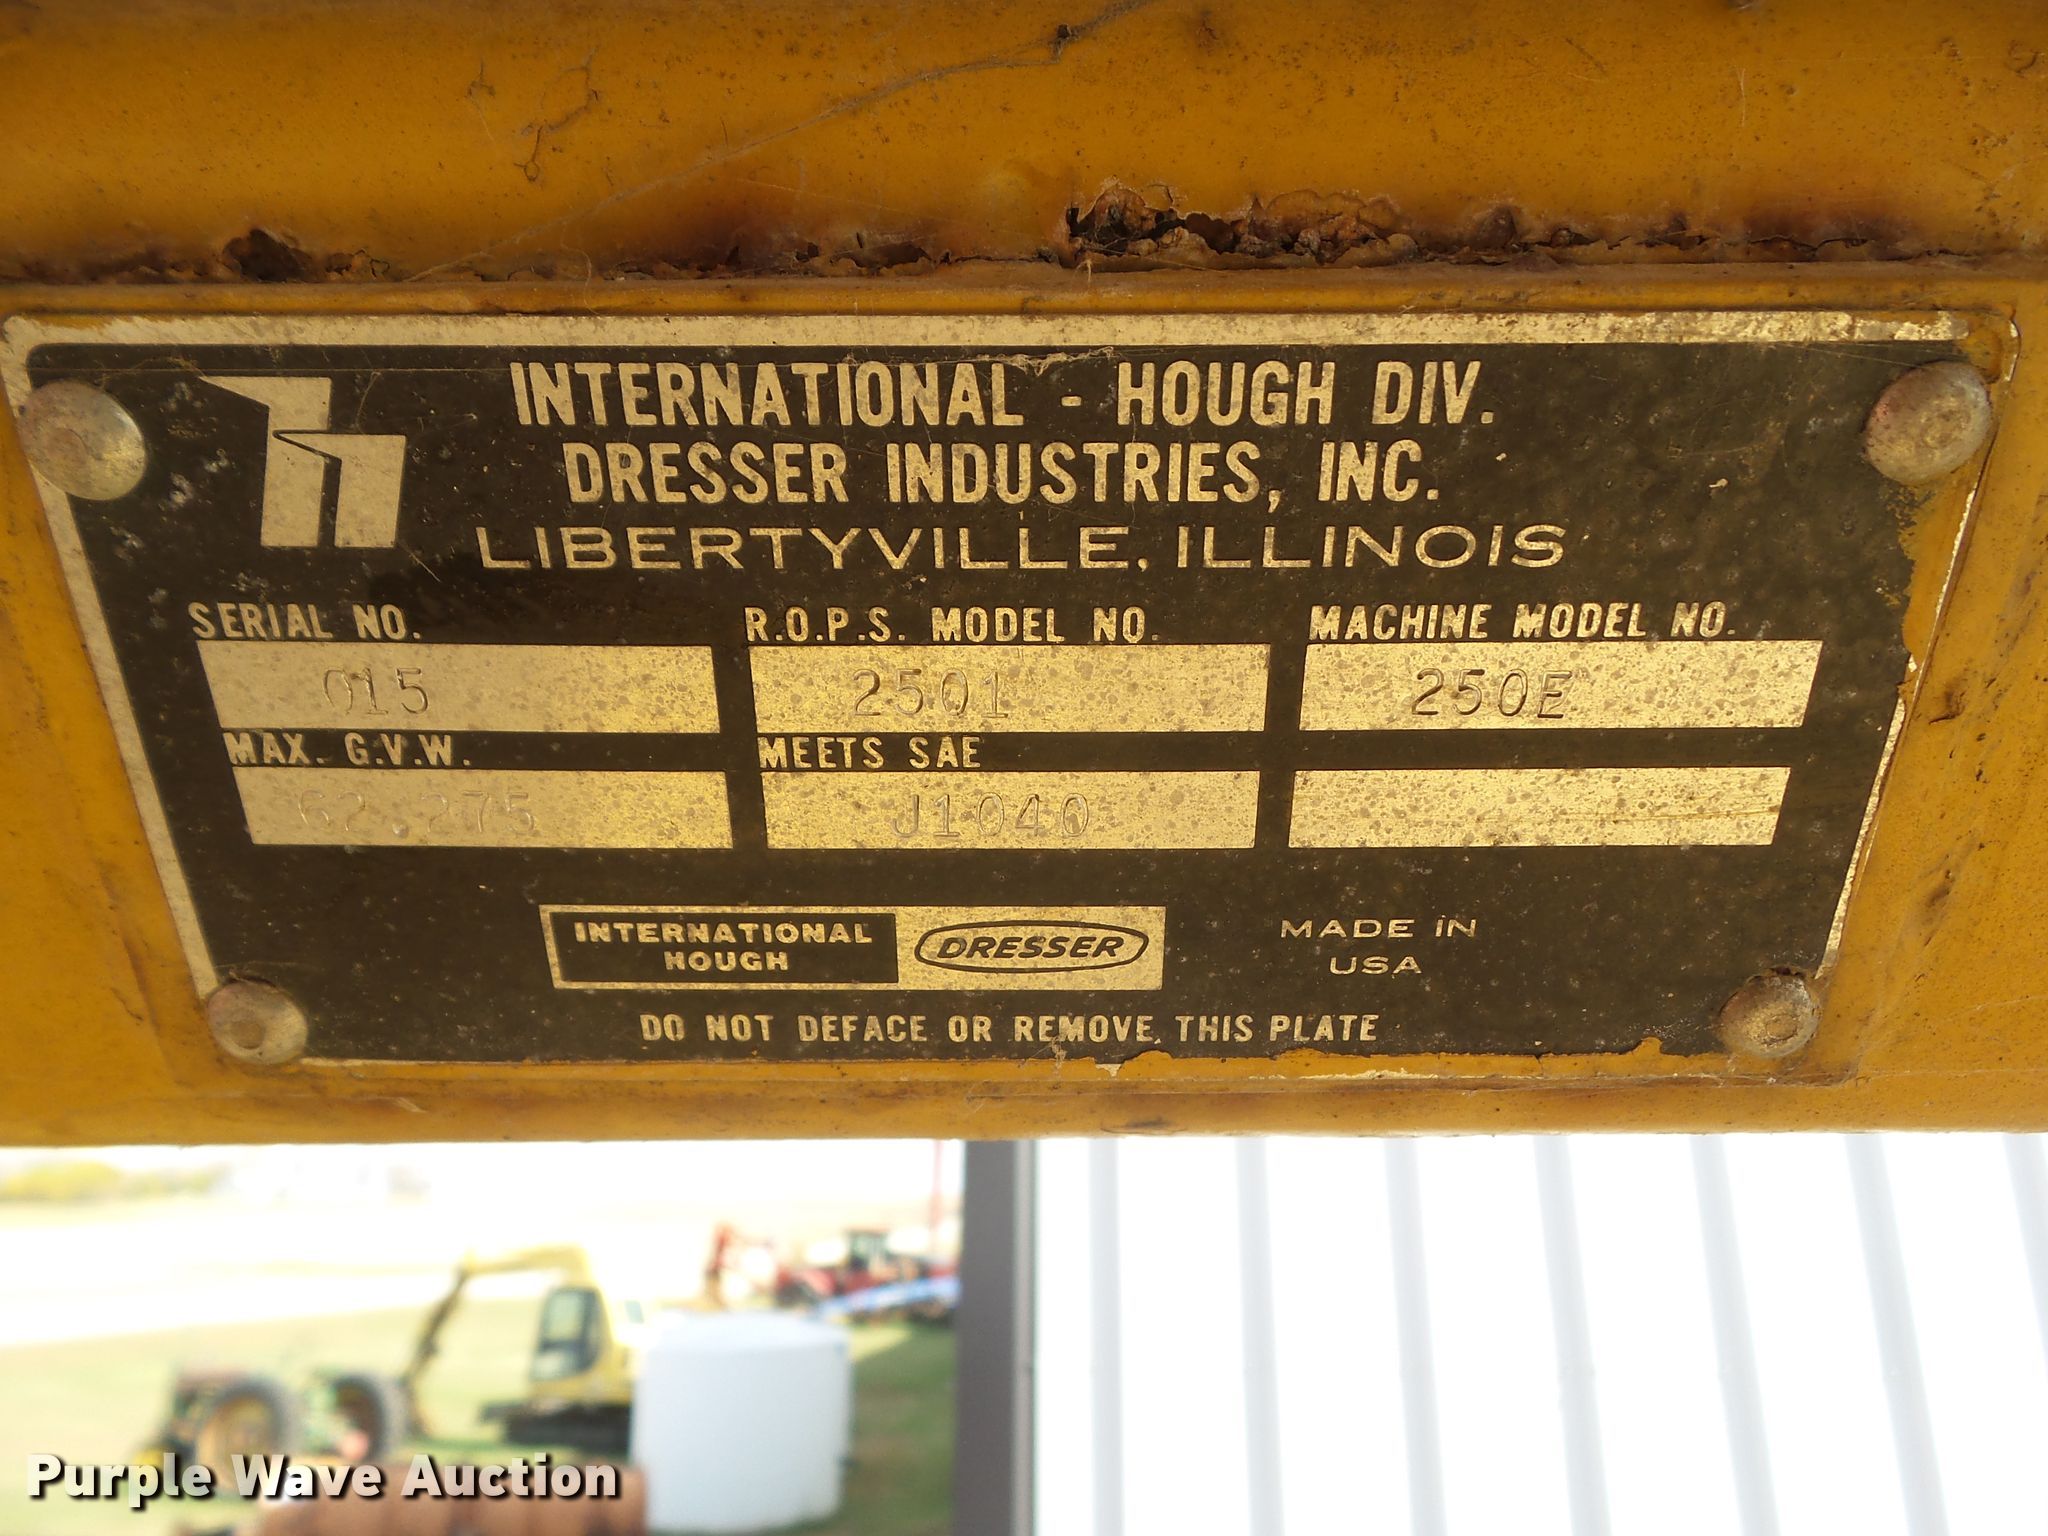 INTERNATIONAL - HOUGH DIV.
DRESSER INDUSTRIES, INC.
LIBERTYVILLE, ILLINOIS
SERIAL NO. R.O.P.S. MODEL NO. MACHINE MODEL NO.
015 2501 250E
MAX. G.V.W. MEETS SAE
62,275 J1040
INTERNATIONAL
HOUGH
DRESSER
MADE IN
USA
DO NOT DEFACE OR REMOVE THIS PLATE
Purple Wave Auction